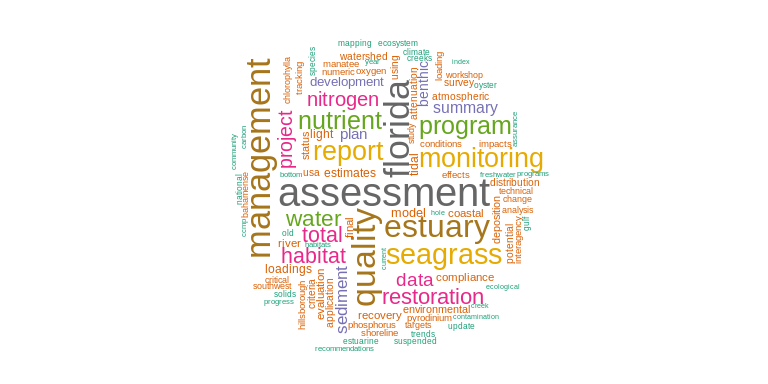 mapping ecosystem
watershed climate
manatee year creeks
numeric oxygen
species
chlorophylla
tracking
development
using
loading
index
workshop
survey oyster
benthic
attenuation
atmospheric
nitrogen
summary
management
florida
nutrient
program
project
light plan
status
study
assurance
report
tidal
conditions impacts
monitoring
community
carbon
national
bahamense
ccmp
bottom usa estimates
effects freshwater programs
distribution
technical
change
assessment
water
model hole coastal
analysis
gulf
estuary
quality
deposition
potential
interagency
old total final
river habitats
habitat
seagrass
current
loadings
critical
southwest
solids
progress
hillsborough
criteria
evaluation
application
sediment
data compliance
ecological
restoration
creek
recovery environmental
contamination
phosphorus pyrodinium
targets update
shoreline trends
estuarine suspended
recommendations